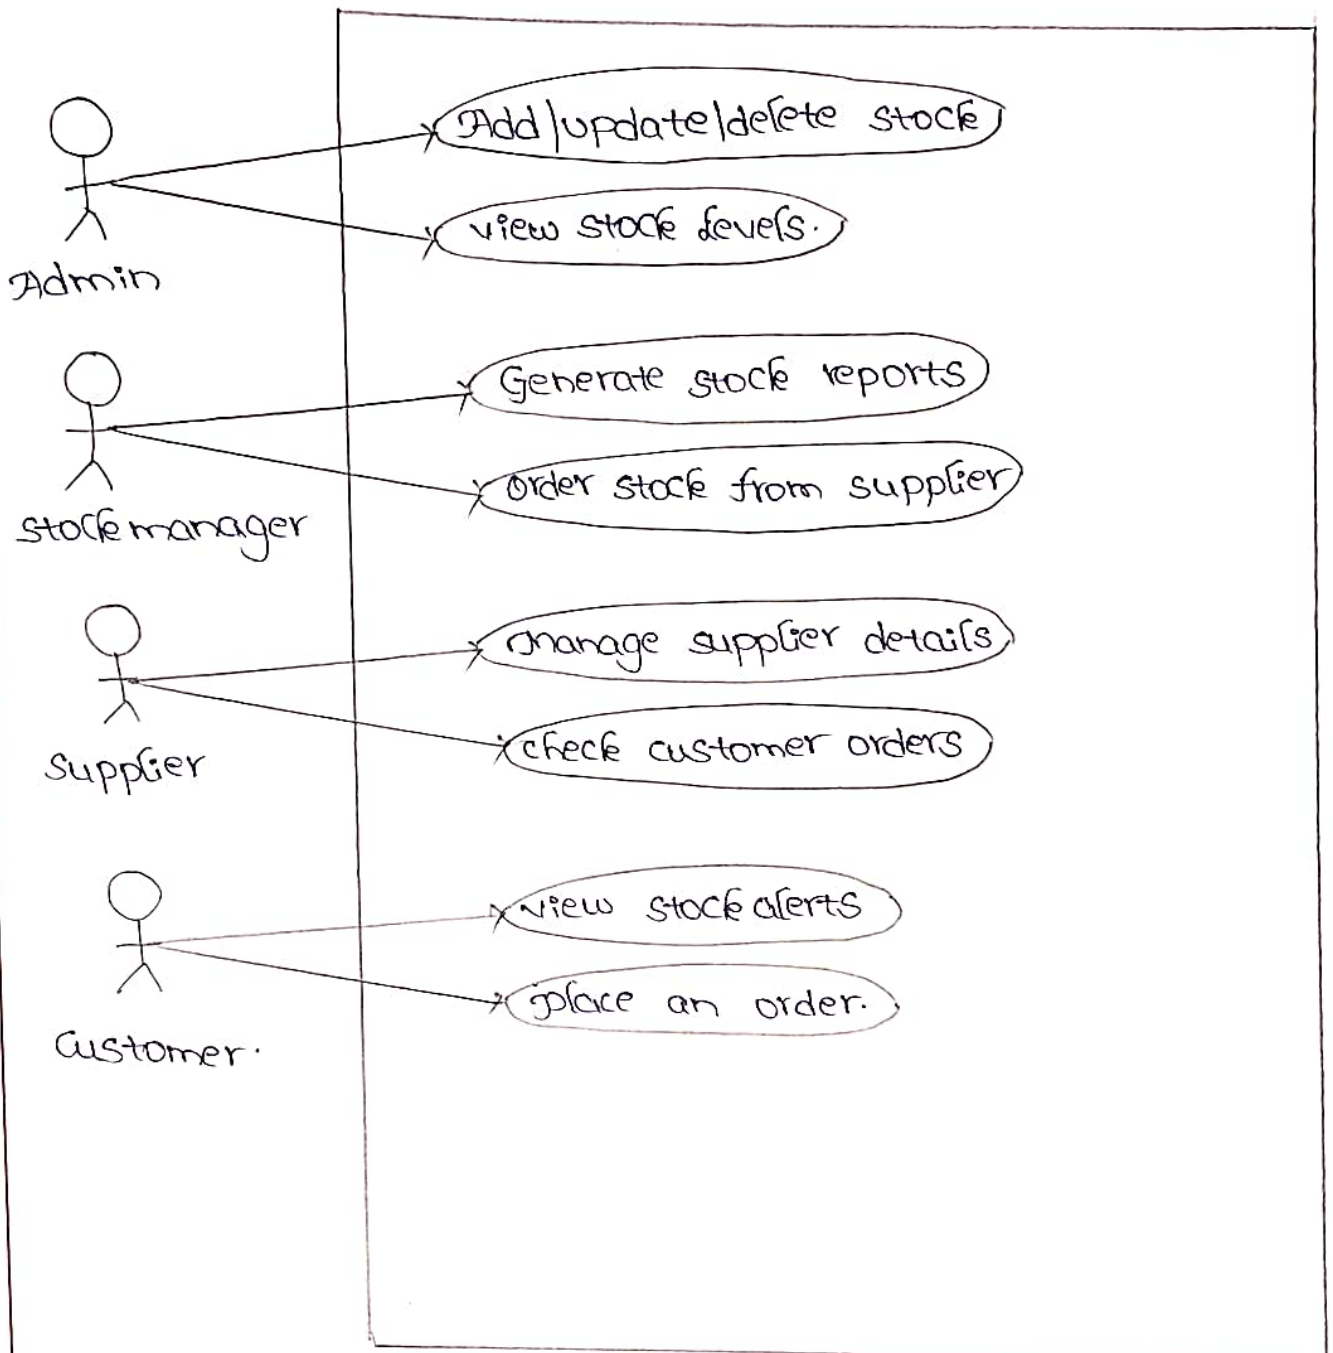 Add|update|delete stock
view stock levels.
Admin
Generate stock reports
order stock from supplier
stock manager
manage supplier details
check customer orders
supplier
view stock alerts
place an order.
Customer.